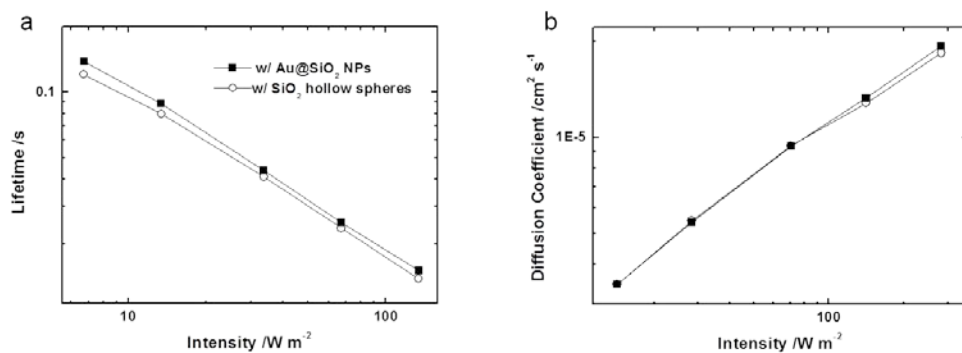 a
Lifetime /s
0.1
w/ Au@SiO₂ NPs
w/ SiO₂ hollow spheres
10
100
Intensity /W m⁻²
b
Diffusion Coefficient /cm² s⁻¹
1E-5
100
Intensity /W m⁻²